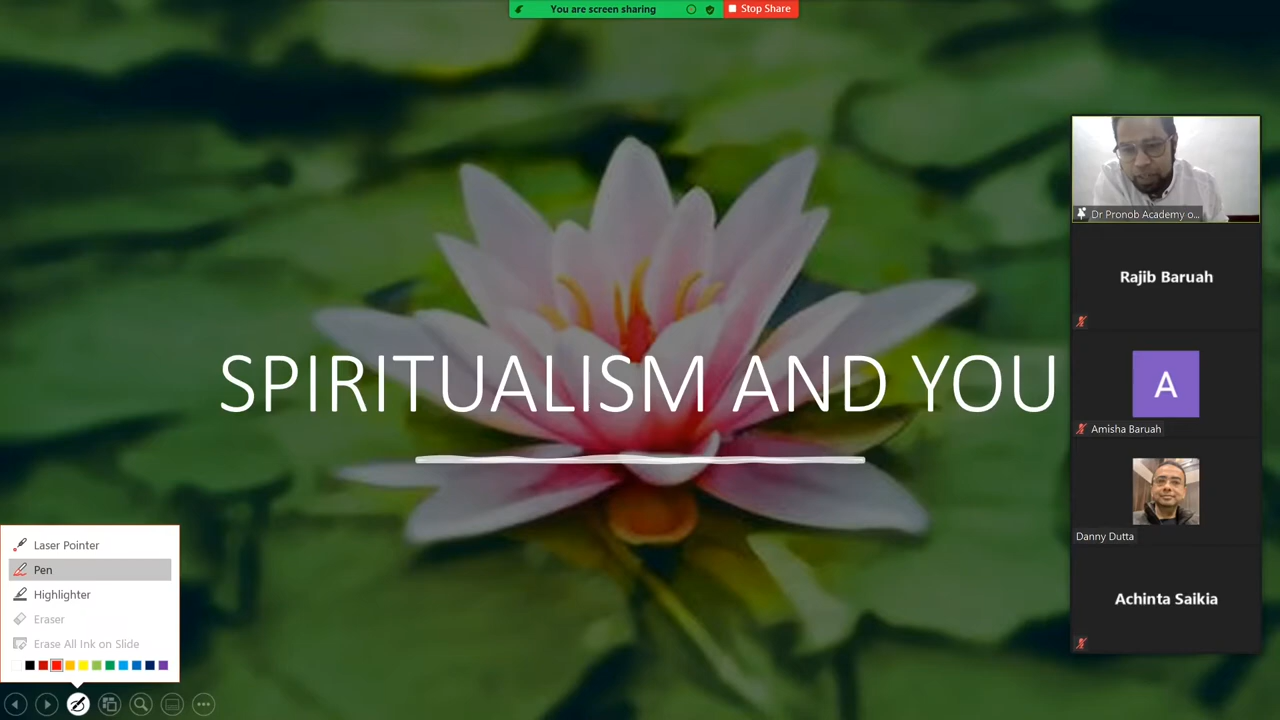 You are screen sharing
Stop Share
Dr Pronob Academy o...
Rajib Baruah
SPIRITUALISM AND YOU
A
Amisha Baruah
Danny Dutta
Achinta Saikia
Laser Pointer
Pen
Highlighter
Eraser
Erase All Ink on Slide